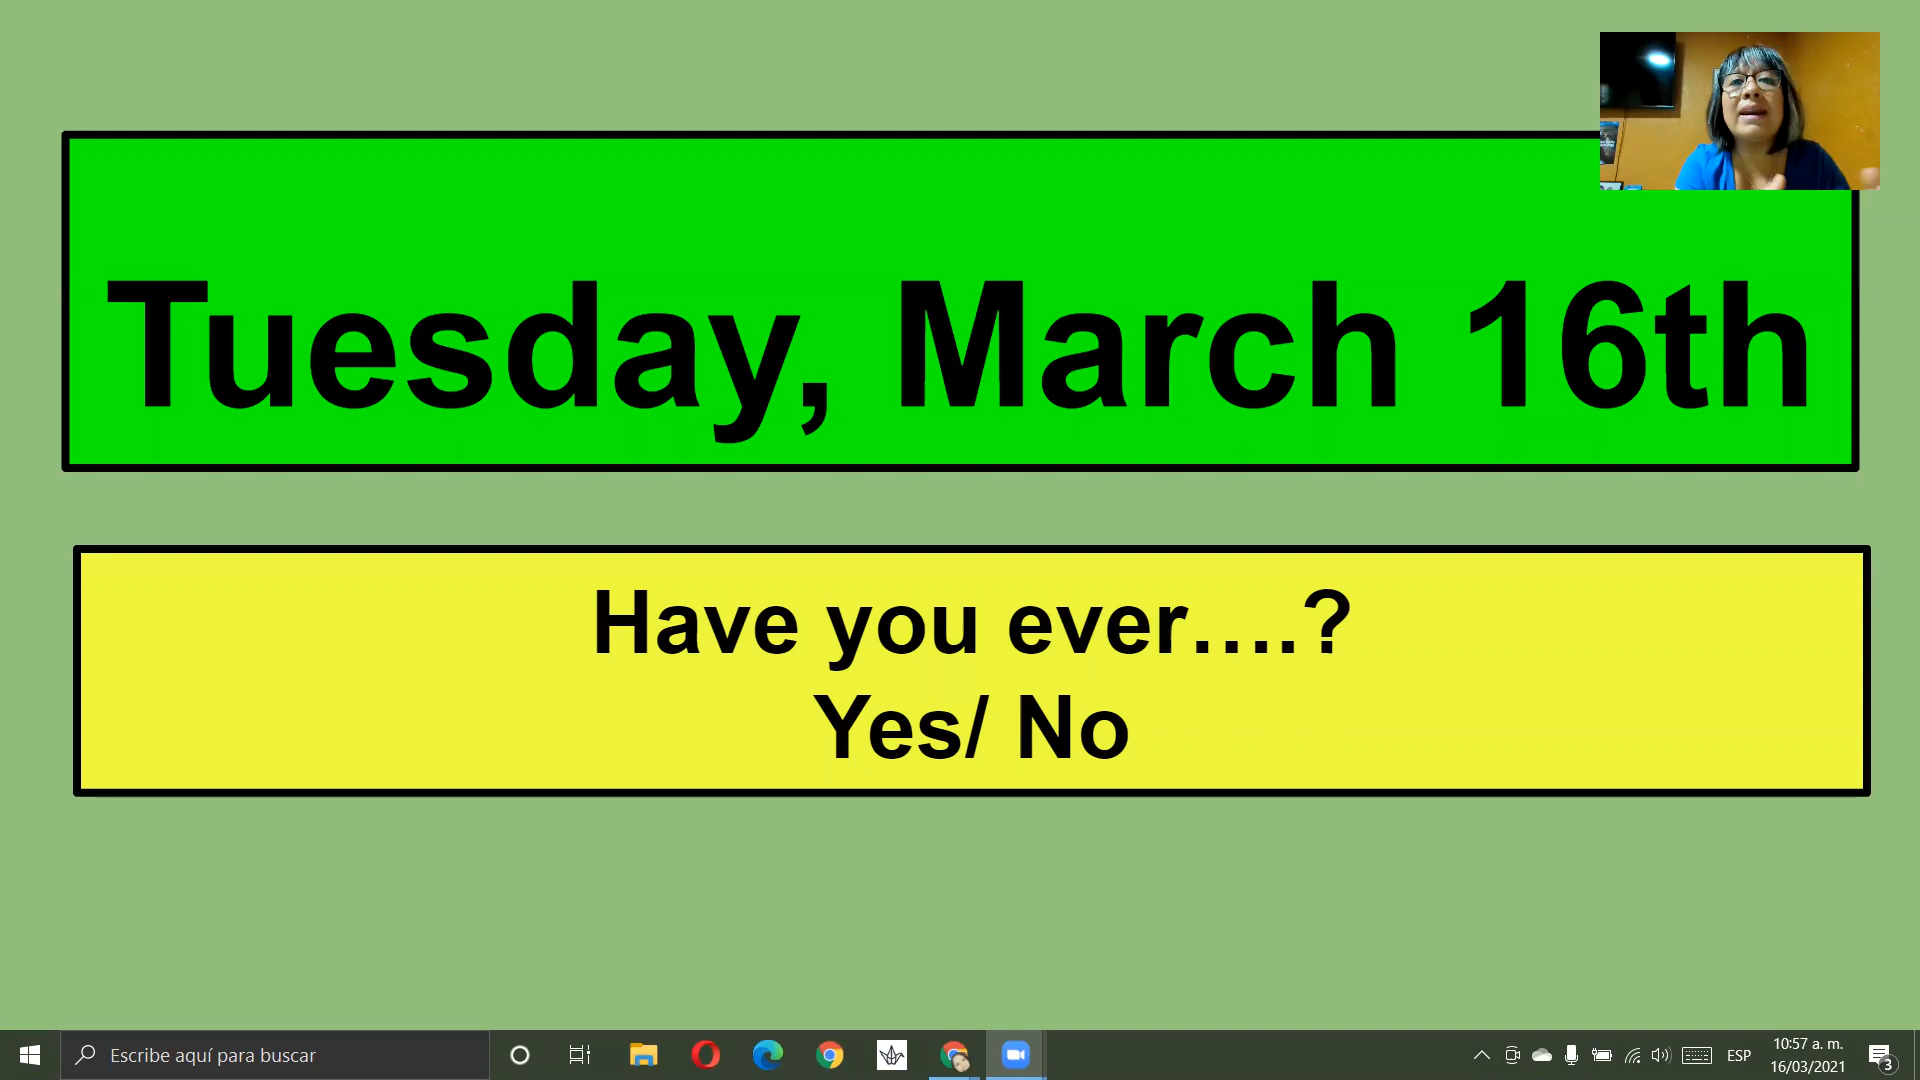 Tuesday, March 16th
Have you ever....?
Yes/ No
Escribe aquí para buscar
ESP
10:57 a. m.
16/03/2021
3